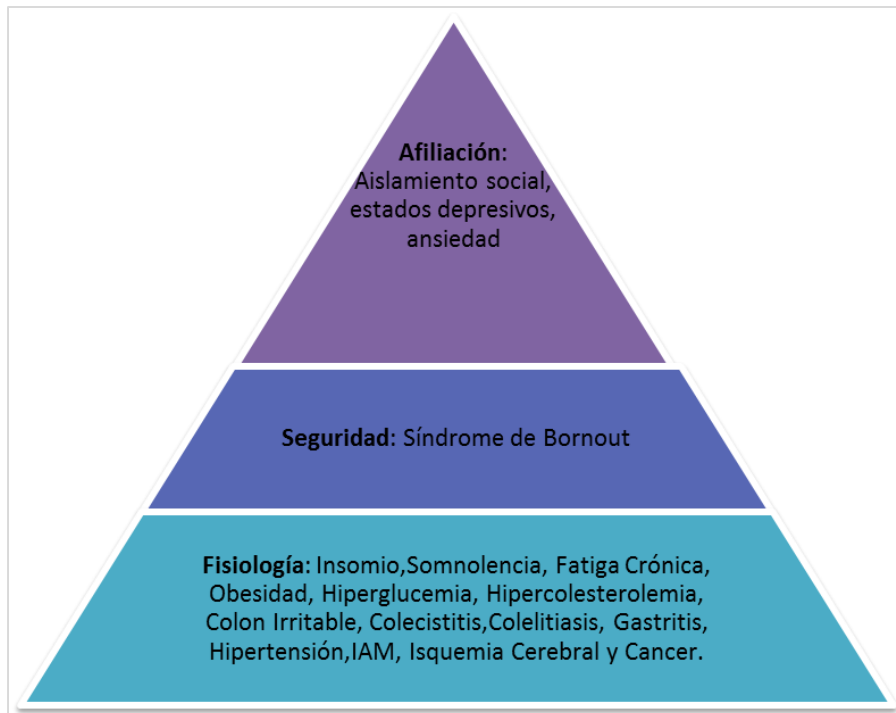 Afiliación:
Aislamiento social,
estados depresivos,
ansiedad
Seguridad: Síndrome de Bornout
Fisiología: Insomio,Somnolencia, Fatiga Crónica,
Obesidad, Hiperglucemia, Hipercolesterolemia,
Colon Irritable, Colecistitis,Colelitiasis, Gastritis,
Hipertensión,IAM, Isquemia Cerebral y Cancer.